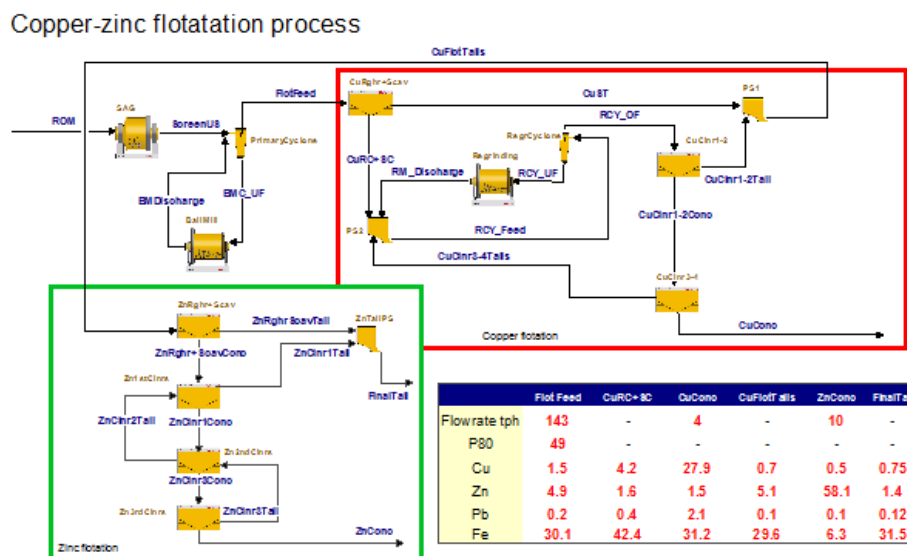 Copper-zinc flotatation process
CuFlotTails
FlotFeed
CuRghr+Scav
CuST
PS1
SAG
ROM
ScreenUS
PrimaryCyclone
RCY_OF
RegrCyclone
CuClnr1-2
CuRC+SC
RM_Discharge
Regrinding
RCY_UF
CuClnr1-2Tail
BMDischarge
BMC_UF
BallMill
PS2
RCY_Feed
CuClnr1-2Conc
CuClnr3-4Tails
CuClnr3-4
ZnRghr+Scav
ZnRghrScavTail
ZnTailPS
Copper flotation
CuConc
ZnRghr+ScavConc
ZnClnr1Tail
Zn1stClnrs
FinalTail
ZnClnr2Tail
ZnClnr1Conc
Zn2ndClnrs
ZnClnr2Conc
Zn3rdClnrs
ZnClnr3Tail
ZnConc
Zinc flotation
Flot Feed CuRC+SC CuConc CuFlotTails ZnConc FinalTa
Flowrate tph 143 - 4 - 10 -
P80 49 - - - - -
Cu 1.5 4.2 27.9 0.7 0.5 0.75
Zn 4.9 1.6 1.5 5.1 58.1 1.4
Pb 0.2 0.4 2.1 0.1 0.1 0.12
Fe 30.1 42.4 31.2 29.6 6.3 31.5